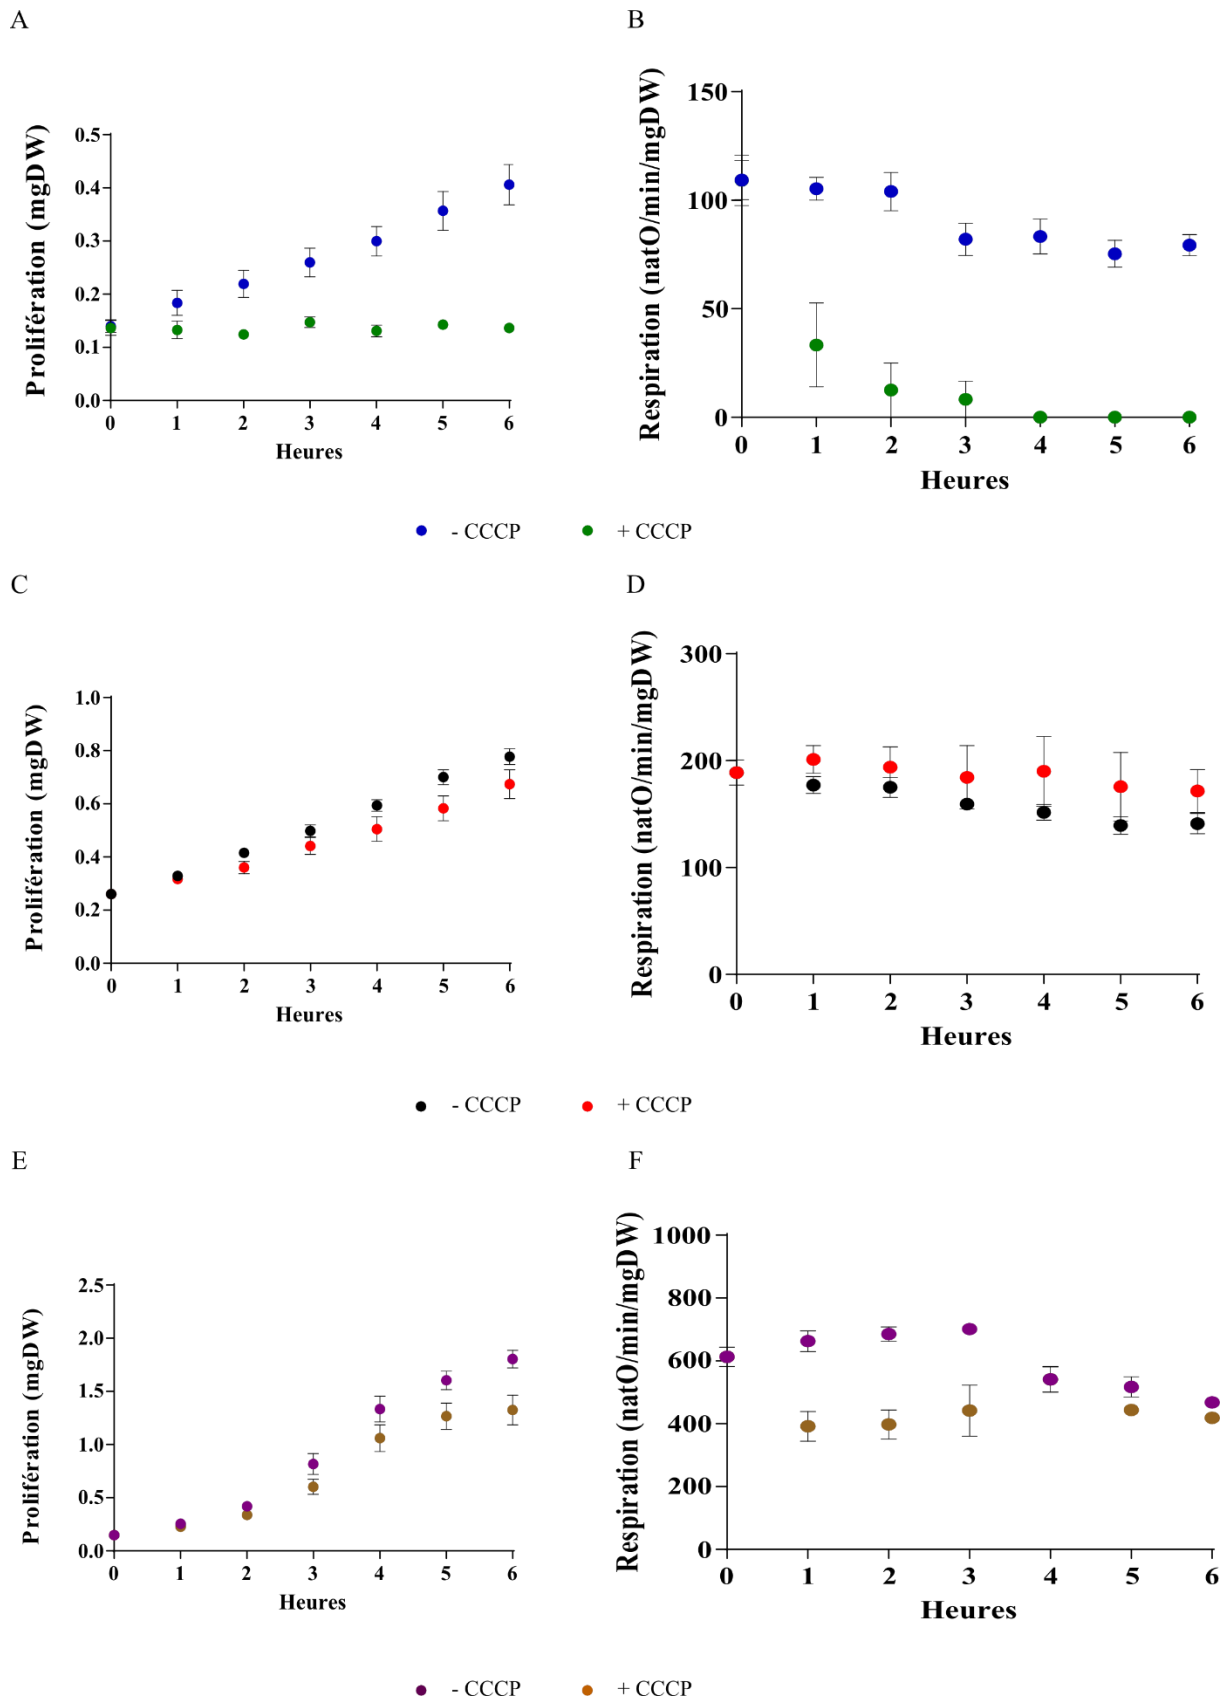 A
B
Prolifération (mgDW)
0.5
0.4
0.3
0.2
0.1
0.0
0 1 2 3 4 5 6
Heures
Respiration (natO/min/mgDW)
150
100
50
0
0 1 2 3 4 5 6
Heures
- CCCP + CCCP
C
D
Prolifération (mgDW)
1.0
0.8
0.6
0.4
0.2
0.0
0 1 2 3 4 5 6
Heures
Respiration (natO/min/mgDW)
300
200
100
0
0 1 2 3 4 5 6
Heures
- CCCP + CCCP
E
F
Prolifération (mgDW)
2.5
2.0
1.5
1.0
0.5
0.0
0 1 2 3 4 5 6
Heures
Respiration (natO/min/mgDW)
1000
800
600
400
200
0
0 1 2 3 4 5 6
Heures
- CCCP + CCCP